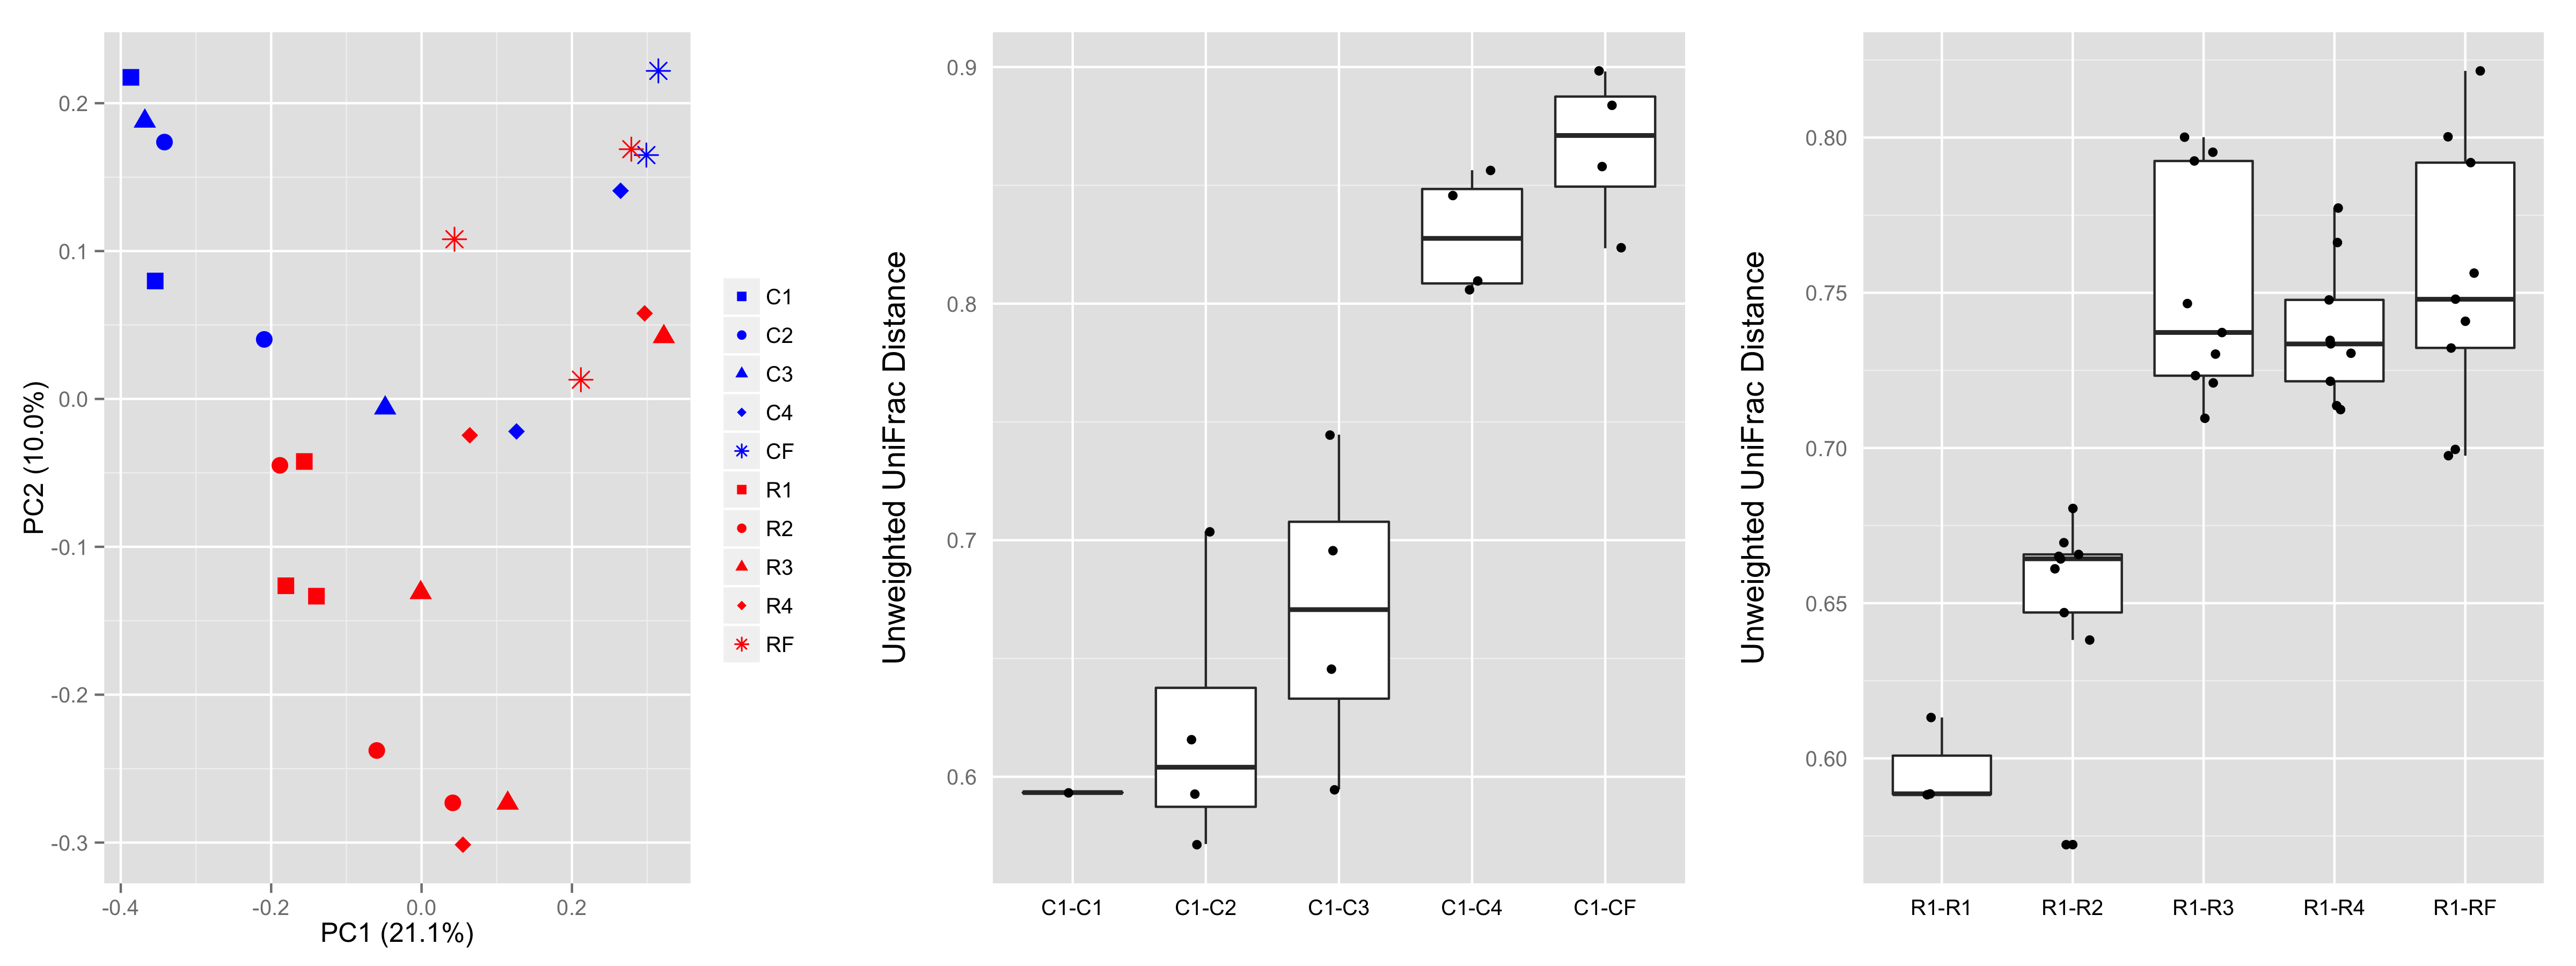 0.2
0.1
0.0
-0.1
-0.2
-0.3
PC2 (10.0%)
-0.4
-0.2
0.0
0.2
PC1 (21.1%)
C1
C2
C3
C4
CF
R1
R2
R3
R4
RF
Unweighted UniFrac Distance
0.9
0.8
0.7
0.6
C1-C1
C1-C2
C1-C3
C1-C4
C1-CF
Unweighted UniFrac Distance
0.80
0.75
0.70
0.65
0.60
R1-R1
R1-R2
R1-R3
R1-R4
R1-RF